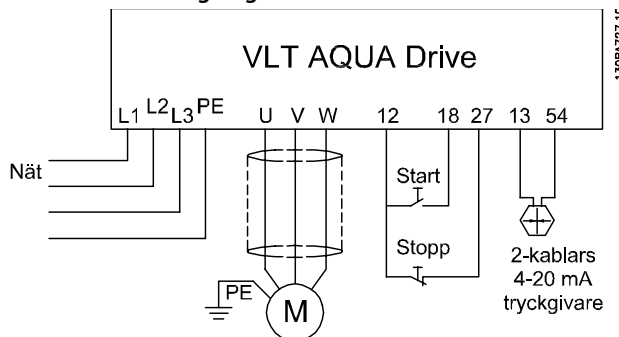 VLT AQUA Drive
L1 L2 L3 PE U V W 12 18 27 13 54
Nät
Start
Stopp
PE
M
2-kablars
4-20 mA
tryckgivare